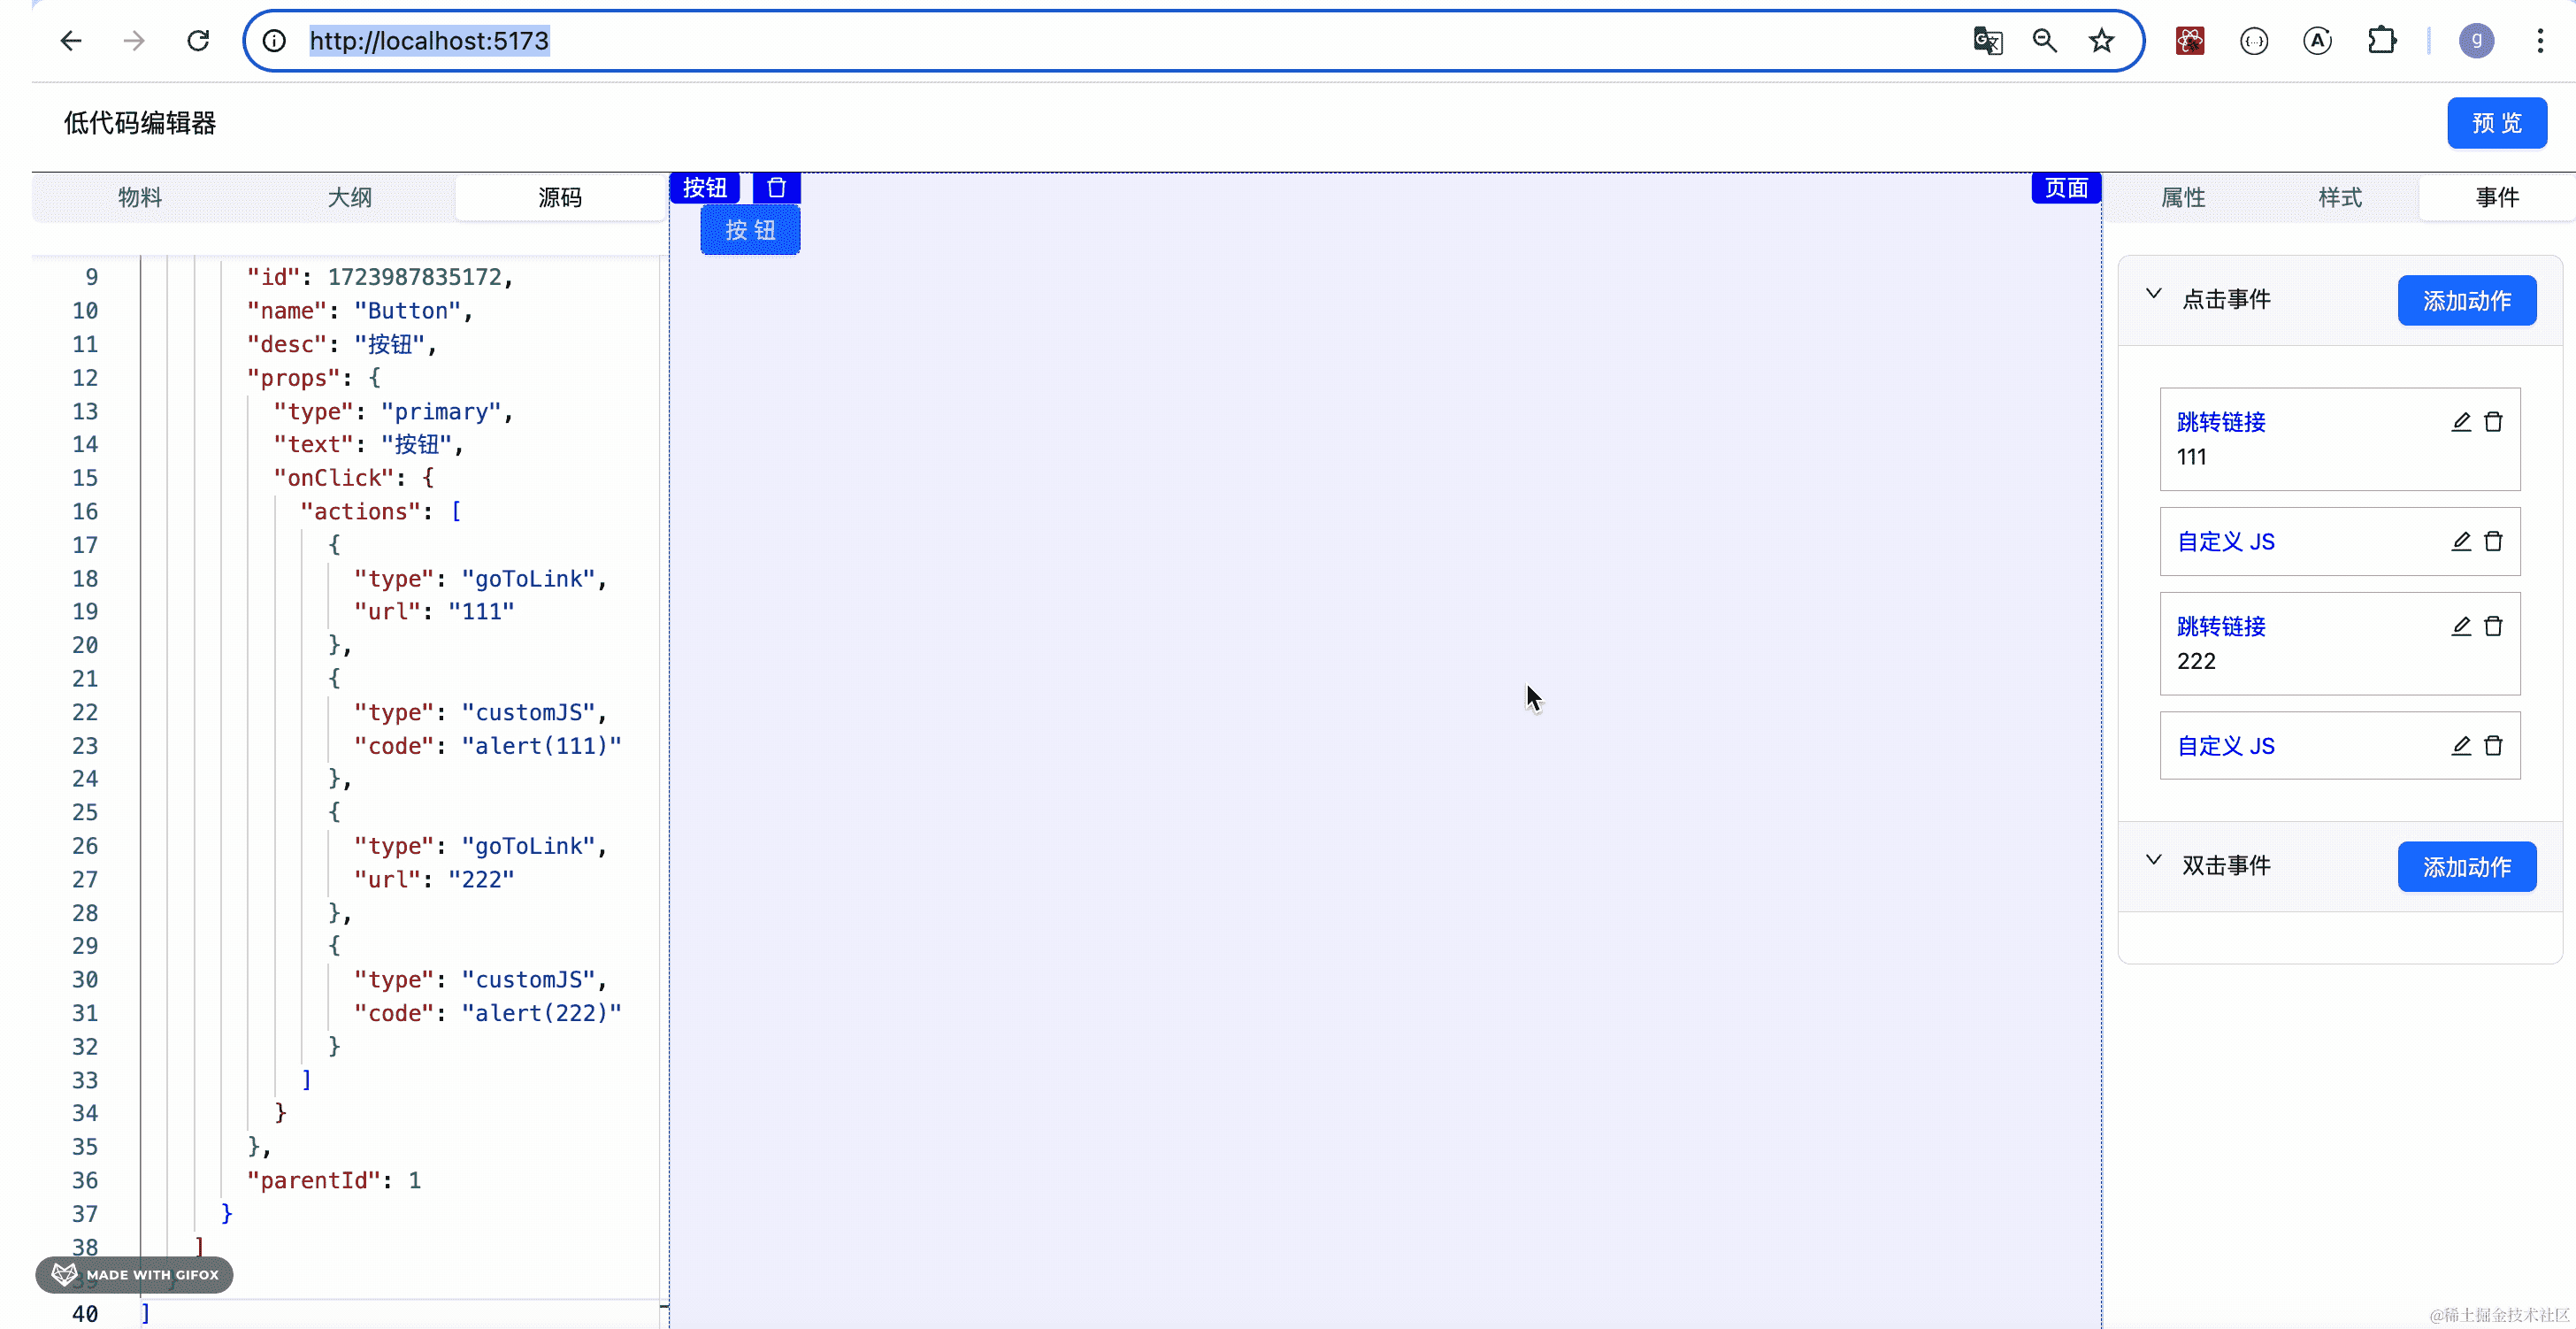 http://localhost:5173
g
低代码编辑器
预 览
物料
大纲
源码
按钮
页面
属性
样式
事件
按 钮
9 "id": 1723987835172,
10 "name": "Button",
11 "desc": "按钮",
12 "props": {
13 "type": "primary",
14 "text": "按钮",
15 "onClick": {
16 "actions": [
17 {
18 "type": "goToLink",
19 "url": "111"
20 },
21 {
22 "type": "customJS",
23 "code": "alert(111)"
24 },
25 {
26 "type": "goToLink",
27 "url": "222"
28 },
29 {
30 "type": "customJS",
31 "code": "alert(222)"
32 }
33 ]
34 }
35 },
36 "parentId": 1
37 }
38 ]
39 }
40 ]
点击事件
添加动作
跳转链接
111
自定义 JS
跳转链接
222
自定义 JS
双击事件
添加动作
MADE WITH GIFOX
@稀土掘金技术社区